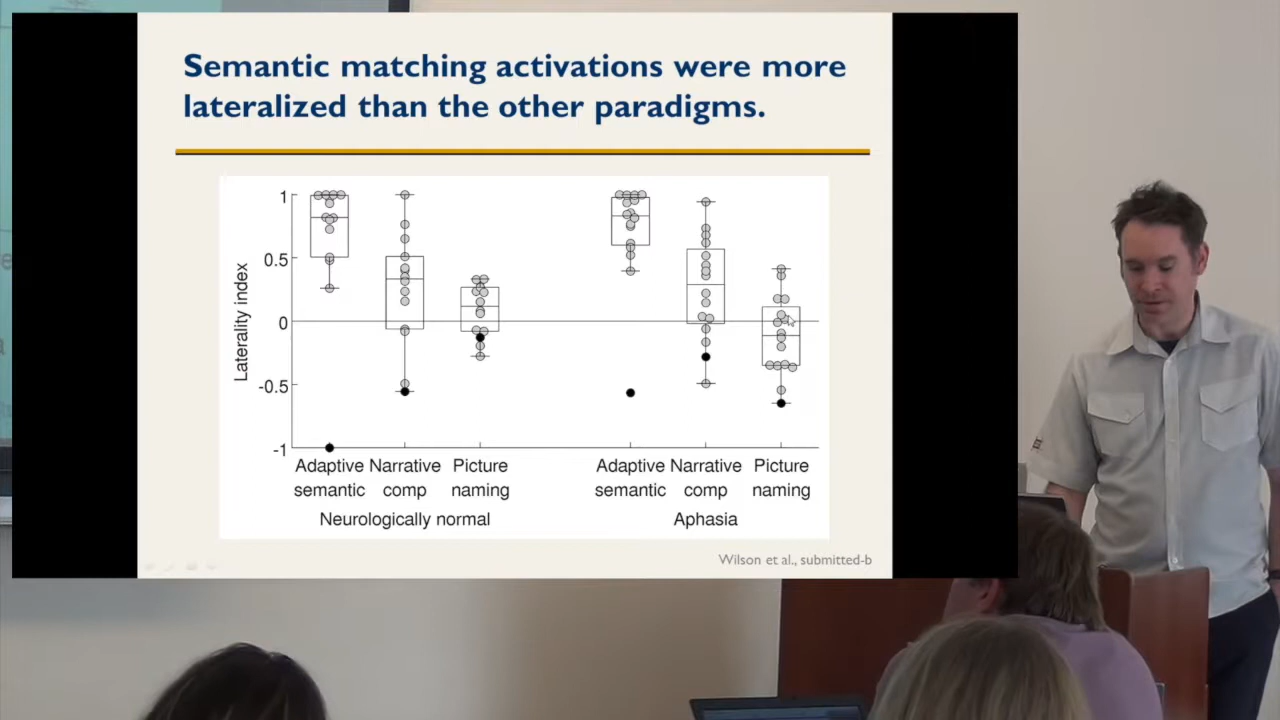 Semantic matching activations were more
lateralized than the other paradigms.
Laterality index
1
0.5
0
-0.5
-1
Adaptive semantic
Narrative comp
Picture naming
Neurologically normal
Adaptive semantic
Narrative comp
Picture naming
Aphasia
Wilson et al., submitted-b